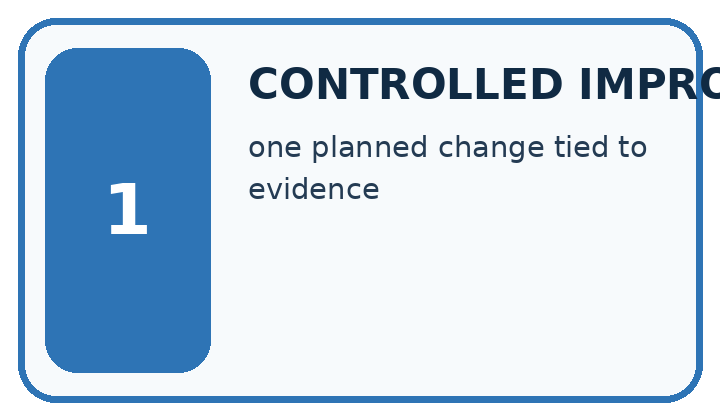 1
CONTROLLED IMPRO
one planned change tied to
evidence